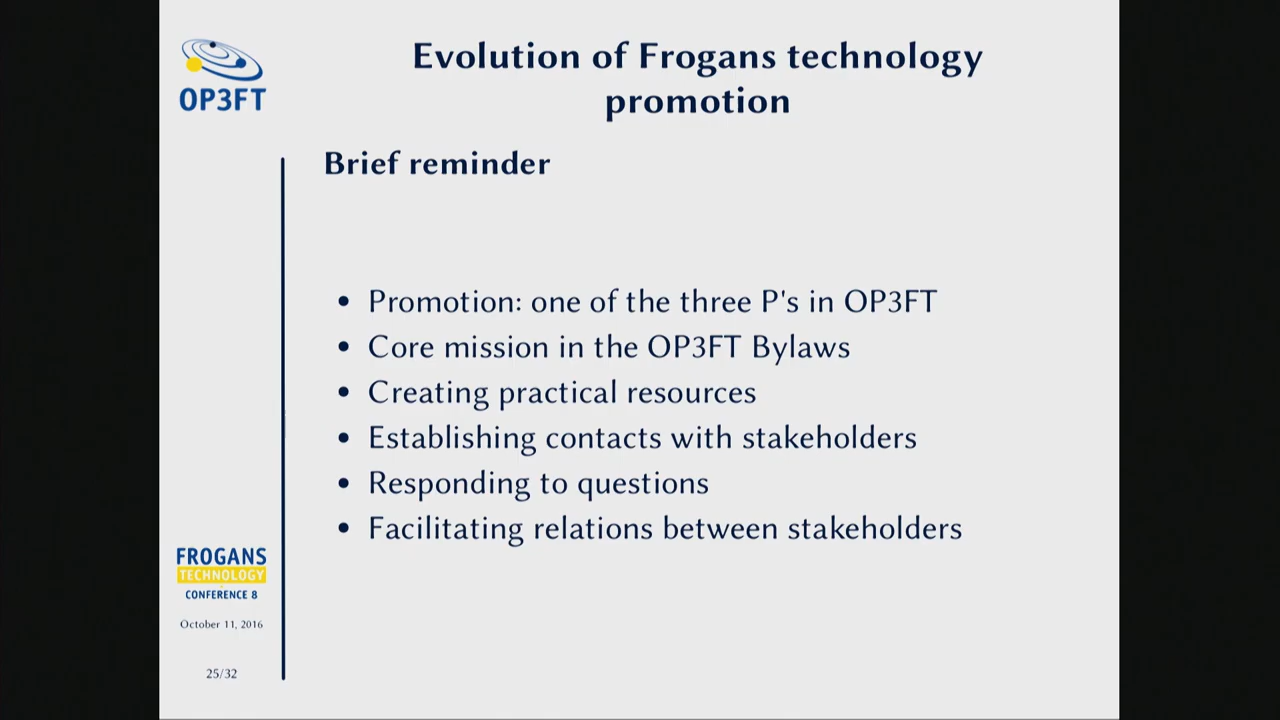 OP3FT
Evolution of Frogans technology
promotion
Brief reminder
• Promotion: one of the three P's in OP3FT
• Core mission in the OP3FT Bylaws
• Creating practical resources
• Establishing contacts with stakeholders
• Responding to questions
• Facilitating relations between stakeholders
FROGANS
TECHNOLOGY
CONFERENCE 8
October 11, 2016
25/32